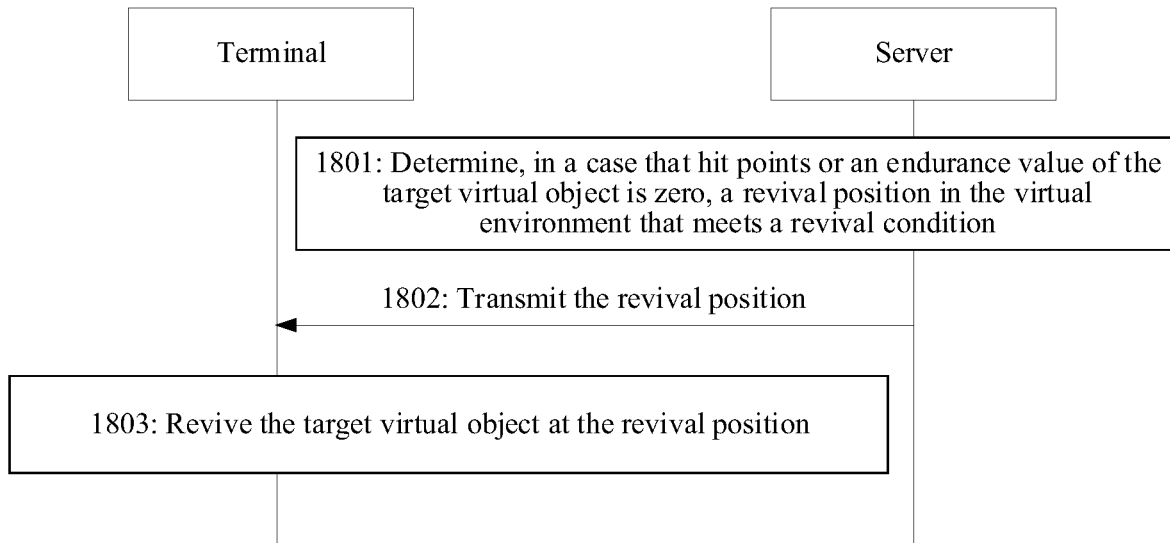 Terminal
Server
1801: Determine, in a case that hit points or an endurance value of the
target virtual object is zero, a revival position in the virtual
environment that meets a revival condition
1802: Transmit the revival position
1803: Revive the target virtual object at the revival position